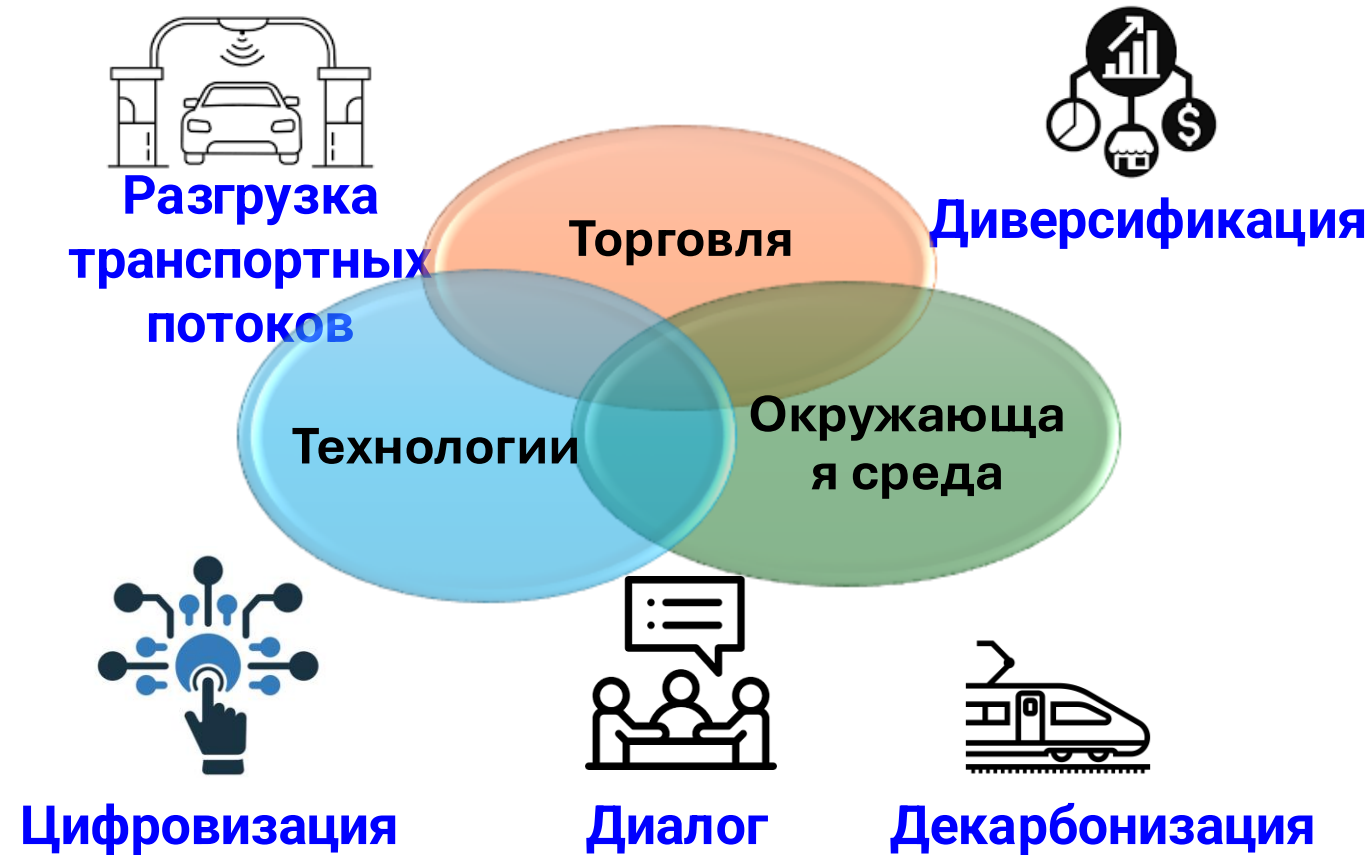 Разгрузка
транспортных
потоков
Диверсификация
Торговля
Технологии
Окружающа
я среда
Цифровизация
Диалог
Декарбонизация